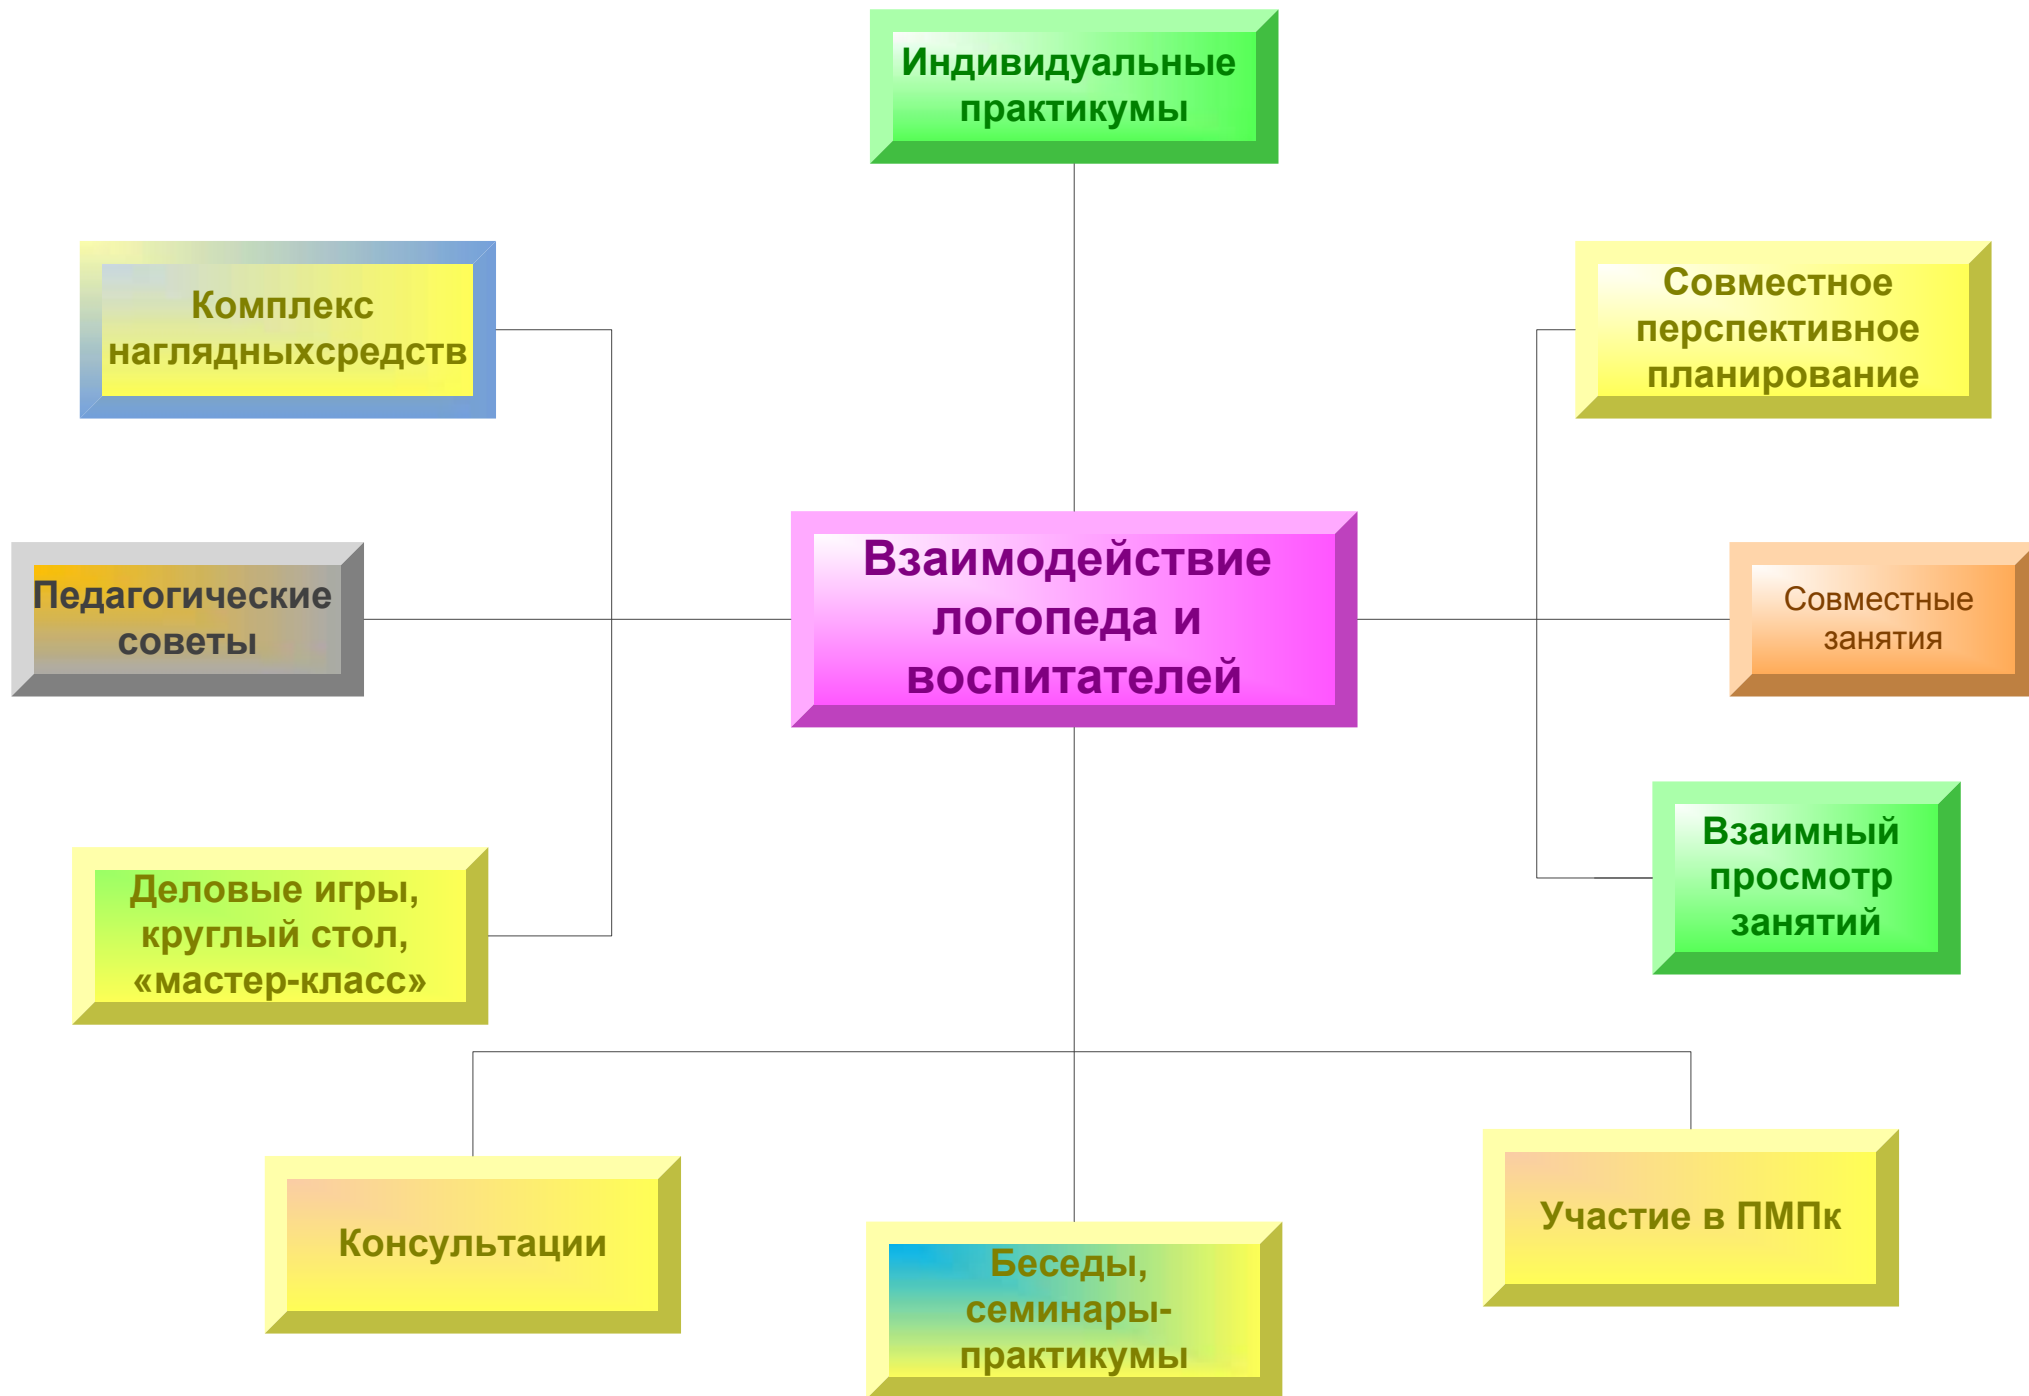 Индивидуальные
практикумы
Комплекс
наглядныхсредств
Совместное
перспективное
планирование
Педагогические
советы
Взаимодействие
логопеда и
воспитателей
Совместные
занятия
Деловые игры,
круглый стол,
«мастер-класс»
Взаимный
просмотр
занятий
Консультации
Беседы,
семинары-
практикумы
Участие в ПМПк